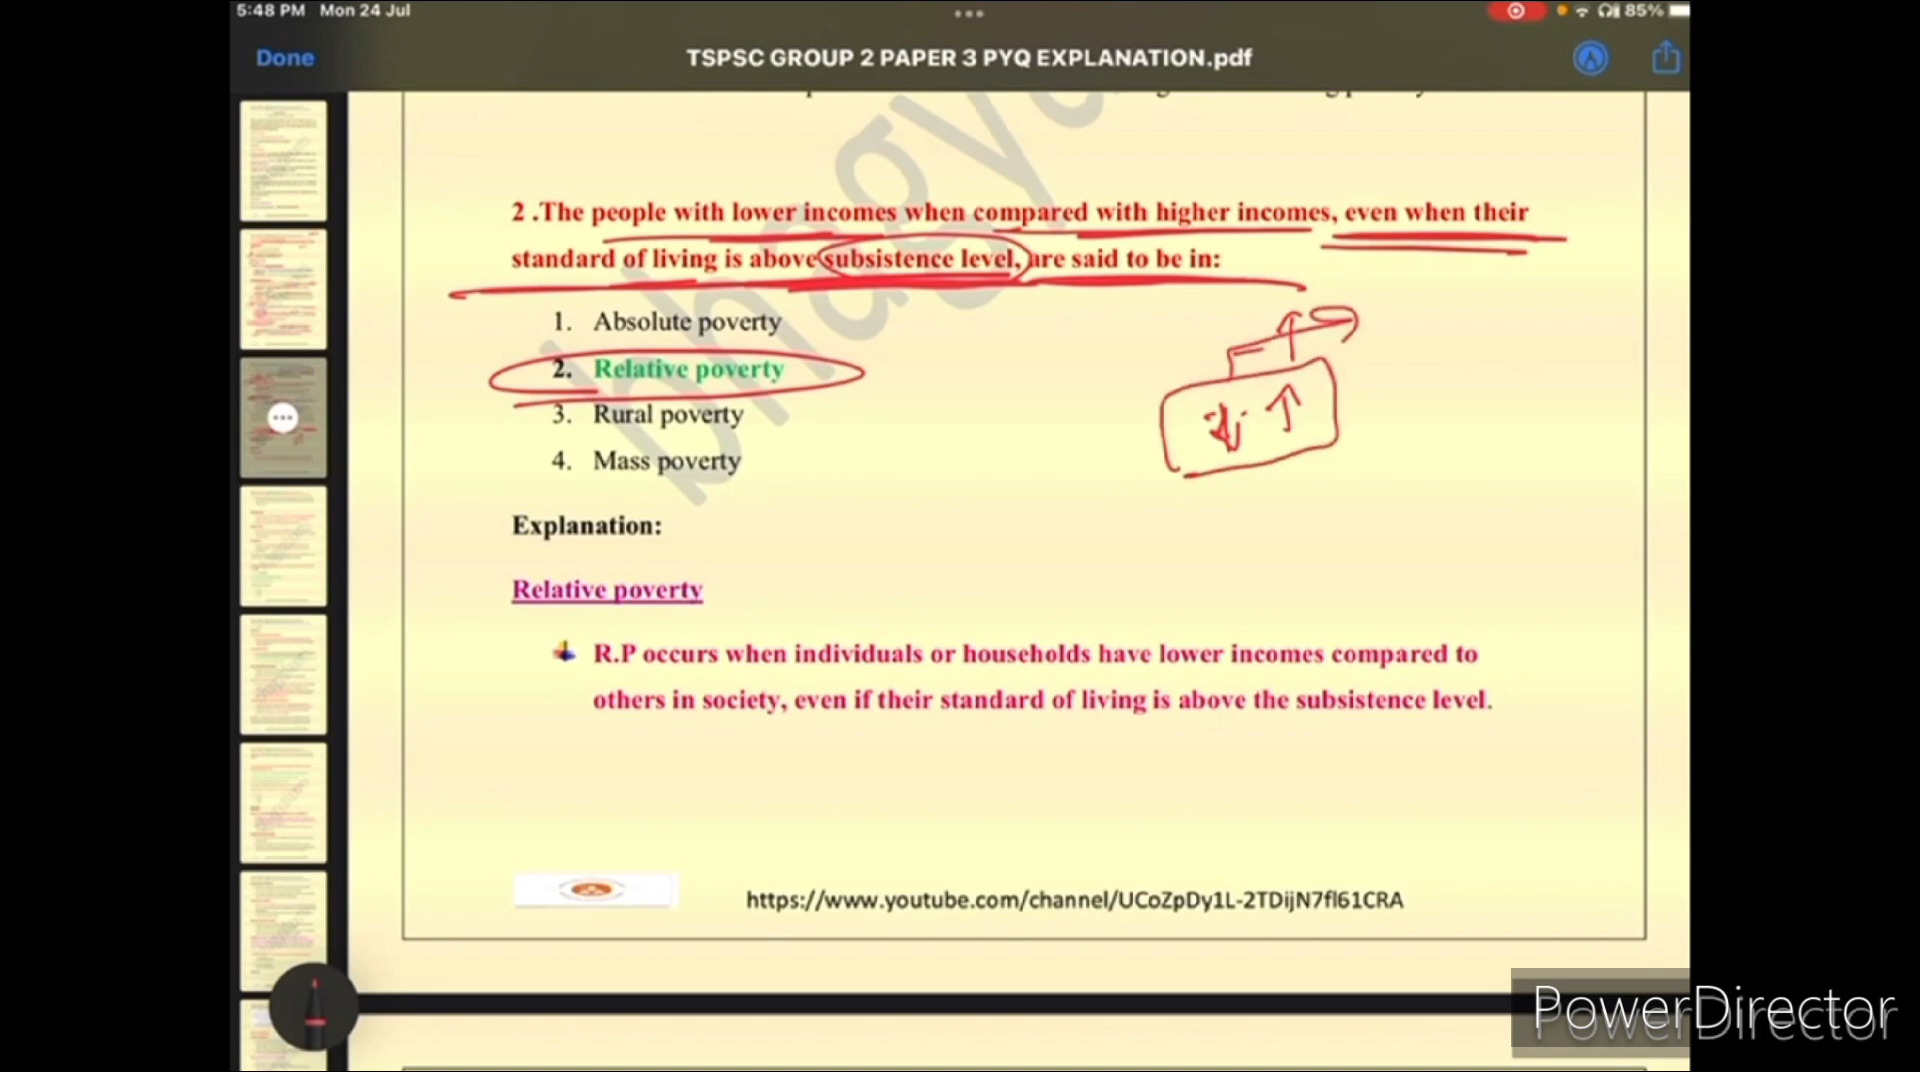 5:48 PM Mon 24 Jul
85%
Done
TSPSC GROUP 2 PAPER 3 PYQ EXPLANATION.pdf
2 .The people with lower incomes when compared with higher incomes, even when their
standard of living is above subsistence level, are said to be in:
1. Absolute poverty
2. Relative poverty
3. Rural poverty
4. Mass poverty
Explanation:
Relative poverty
R.P occurs when individuals or households have lower incomes compared to
others in society, even if their standard of living is above the subsistence level.
https://www.youtube.com/channel/UCoZpDy1L-2TDijN7fl61CRA
PowerDirector